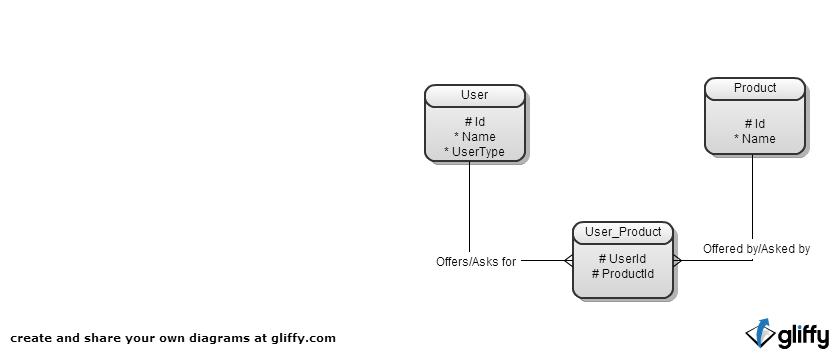 User
# Id
* Name
* UserType
Product
# Id
* Name
User_Product
# UserId
# ProductId
Offers/Asks for
Offered by/Asked by
create and share your own diagrams at gliffy.com
gliffy